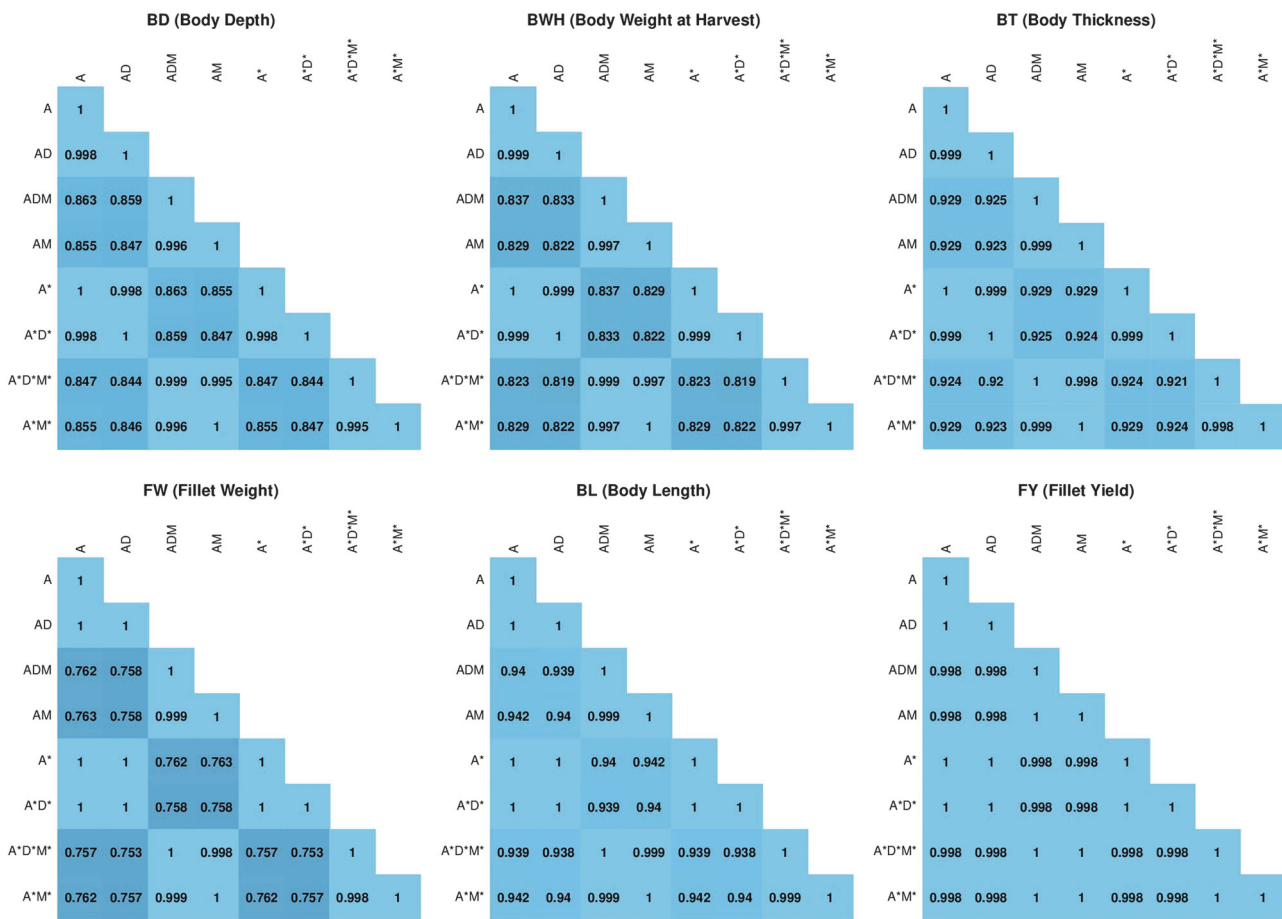 BD (Body Depth)
A AD ADM AM A* A*D* A*D*M* A*M*
A 1
AD 0.998 1
ADM 0.863 0.859 1
AM 0.855 0.847 0.996 1
A* 1 0.998 0.863 0.855 1
A*D* 0.998 1 0.859 0.847 0.998 1
A*D*M* 0.847 0.844 0.999 0.995 0.847 0.844 1
A*M* 0.855 0.846 0.996 1 0.855 0.847 0.995 1
BWH (Body Weight at Harvest)
A AD ADM AM A* A*D* A*D*M* A*M*
A 1
AD 0.999 1
ADM 0.837 0.833 1
AM 0.829 0.822 0.997 1
A* 1 0.999 0.837 0.829 1
A*D* 0.999 1 0.833 0.822 0.999 1
A*D*M* 0.823 0.819 0.999 0.997 0.823 0.819 1
A*M* 0.829 0.822 0.997 1 0.829 0.822 0.997 1
BT (Body Thickness)
A AD ADM AM A* A*D* A*D*M* A*M*
A 1
AD 0.999 1
ADM 0.929 0.925 1
AM 0.929 0.923 0.999 1
A* 1 0.999 0.929 0.929 1
A*D* 0.999 1 0.925 0.924 0.999 1
A*D*M* 0.924 0.92 1 0.998 0.924 0.921 1
A*M* 0.929 0.923 0.999 1 0.929 0.924 0.998 1
FW (Fillet Weight)
A AD ADM AM A* A*D* A*D*M* A*M*
A 1
AD 1 1
ADM 0.762 0.758 1
AM 0.763 0.758 0.999 1
A* 1 1 0.762 0.763 1
A*D* 1 1 0.758 0.758 1 1
A*D*M* 0.757 0.753 1 0.998 0.757 0.753 1
A*M* 0.762 0.757 0.999 1 0.762 0.757 0.998 1
BL (Body Length)
A AD ADM AM A* A*D* A*D*M* A*M*
A 1
AD 1 1
ADM 0.94 0.939 1
AM 0.942 0.94 0.999 1
A* 1 1 0.94 0.942 1
A*D* 1 1 0.939 0.94 1 1
A*D*M* 0.939 0.938 1 0.999 0.939 0.938 1
A*M* 0.942 0.94 0.999 1 0.942 0.94 0.999 1
FY (Fillet Yield)
A AD ADM AM A* A*D* A*D*M* A*M*
A 1
AD 1 1
ADM 0.998 0.998 1
AM 0.998 0.998 1 1
A* 1 1 0.998 0.998 1
A*D* 1 1 0.998 0.998 1 1
A*D*M* 0.998 0.998 1 1 0.998 0.998 1
A*M* 0.998 0.998 1 1 0.998 0.998 1 1